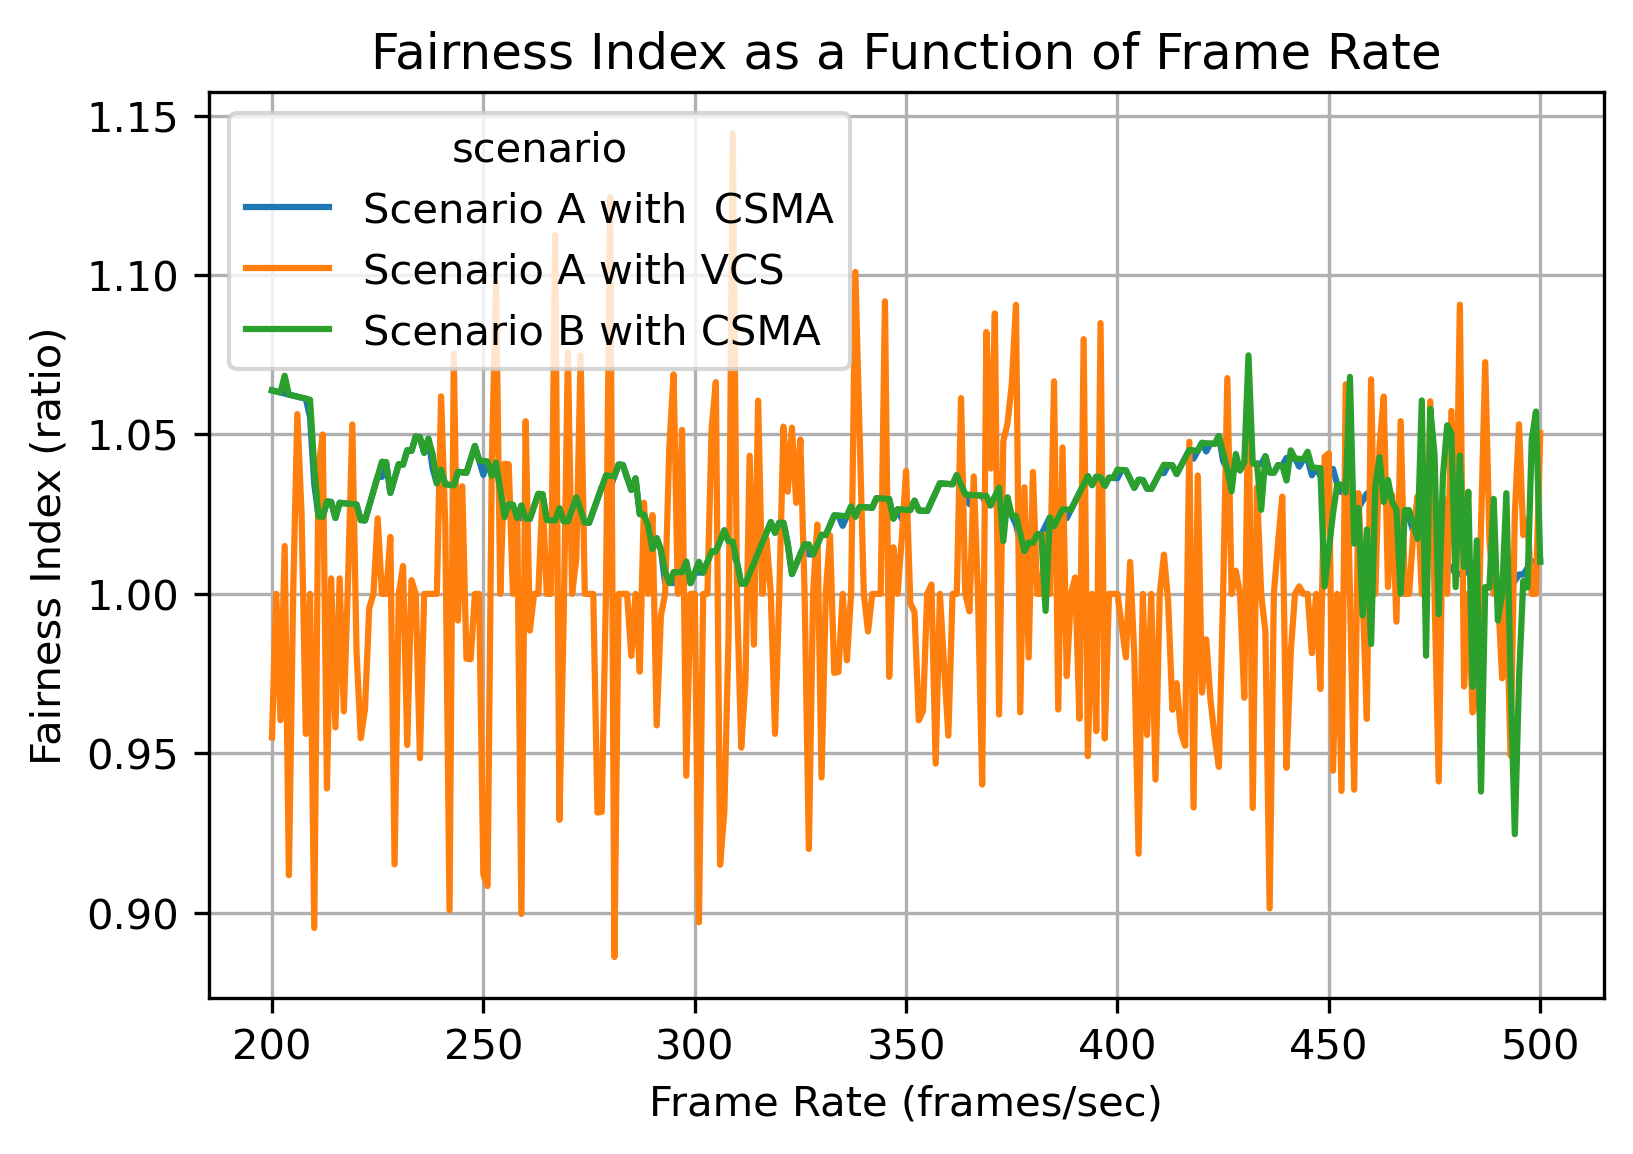 Fairness Index as a Function of Frame Rate
1.15
1.10
1.05
1.00
0.95
0.90
Fairness Index (ratio)
scenario
Scenario A with  CSMA
Scenario A with VCS
Scenario B with CSMA
200 250 300 350 400 450 500
Frame Rate (frames/sec)